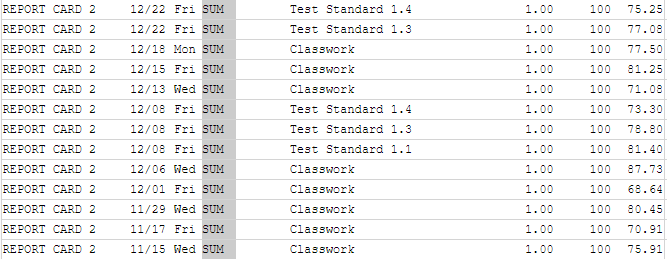 REPORT CARD 2 12/22 Fri SUM Test Standard 1.4 1.00 100 75.25
REPORT CARD 2 12/22 Fri SUM Test Standard 1.3 1.00 100 77.08
REPORT CARD 2 12/18 Mon SUM Classwork 1.00 100 77.50
REPORT CARD 2 12/15 Fri SUM Classwork 1.00 100 81.25
REPORT CARD 2 12/13 Wed SUM Classwork 1.00 100 71.08
REPORT CARD 2 12/08 Fri SUM Test Standard 1.4 1.00 100 73.30
REPORT CARD 2 12/08 Fri SUM Test Standard 1.3 1.00 100 78.80
REPORT CARD 2 12/08 Fri SUM Test Standard 1.1 1.00 100 81.40
REPORT CARD 2 12/06 Wed SUM Classwork 1.00 100 87.73
REPORT CARD 2 12/01 Fri SUM Classwork 1.00 100 68.64
REPORT CARD 2 11/29 Wed SUM Classwork 1.00 100 80.45
REPORT CARD 2 11/17 Fri SUM Classwork 1.00 100 70.91
REPORT CARD 2 11/15 Wed SUM Classwork 1.00 100 75.91